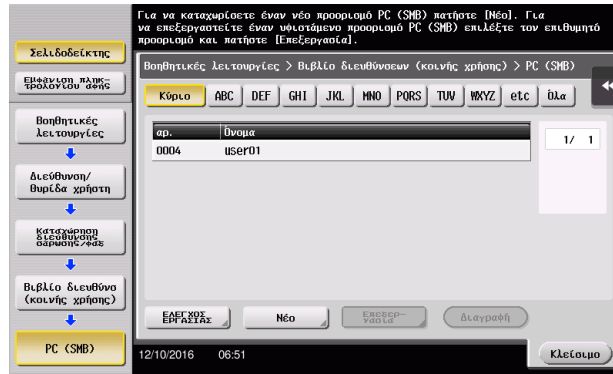 Για να καταχωρίσετε έναν νέο προορισμό PC (SMB) πατήστε [Νέο]. Για
να επεξεργαστείτε έναν υφιστάμενο προορισμό PC (SMB) επιλέξτε τον επιθυμητό
προορισμό και πατήστε [Επεξεργασία].
Σελιδοδείκτης
Εμφάνιση πληκ-
τρολογίου αφής
Βοηθητικές
λειτουργίες
Διεύθυνση/
Θυρίδα χρήστη
Καταχώρηση
διεύθυνσης
σάρωσης/φαξ
Βιβλίο διευθύνσ
(κοινής χρήσης)
PC (SMB)
Βοηθητικές λειτουργίες > Βιβλίο διευθύνσεων (κοινής χρήσης) > PC (SMB)
Κύριο ABC DEF GHI JKL MNO PQRS TUV WXYZ etc Όλα
αρ. Όνομα
0004 user01
1/ 1
ΕΛΕΓΧΟΣ
ΕΡΓΑΣΙΑΣ
Νέο
Επεξερ-
γασία
Διαγραφή
12/10/2016 06:51
Κλείσιμο